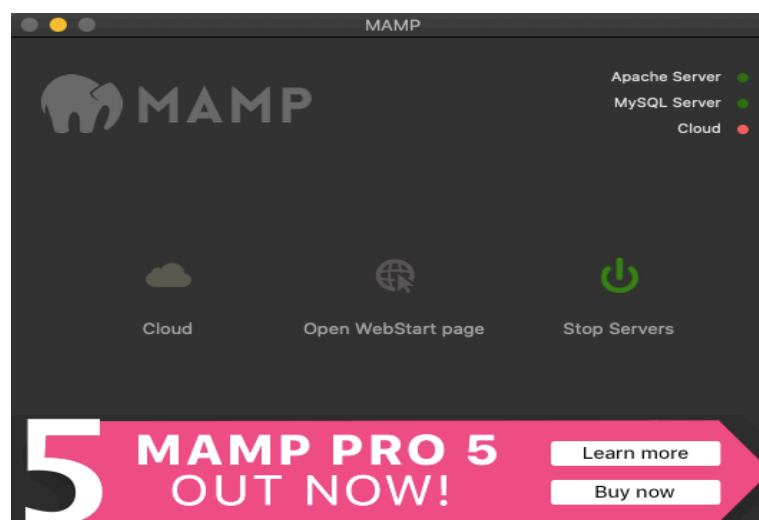 MAMP
MAMP
Apache Server
MySQL Server
Cloud
Cloud
Open WebStart page
Stop Servers
5
MAMP PRO 5
OUT NOW!
Learn more
Buy now